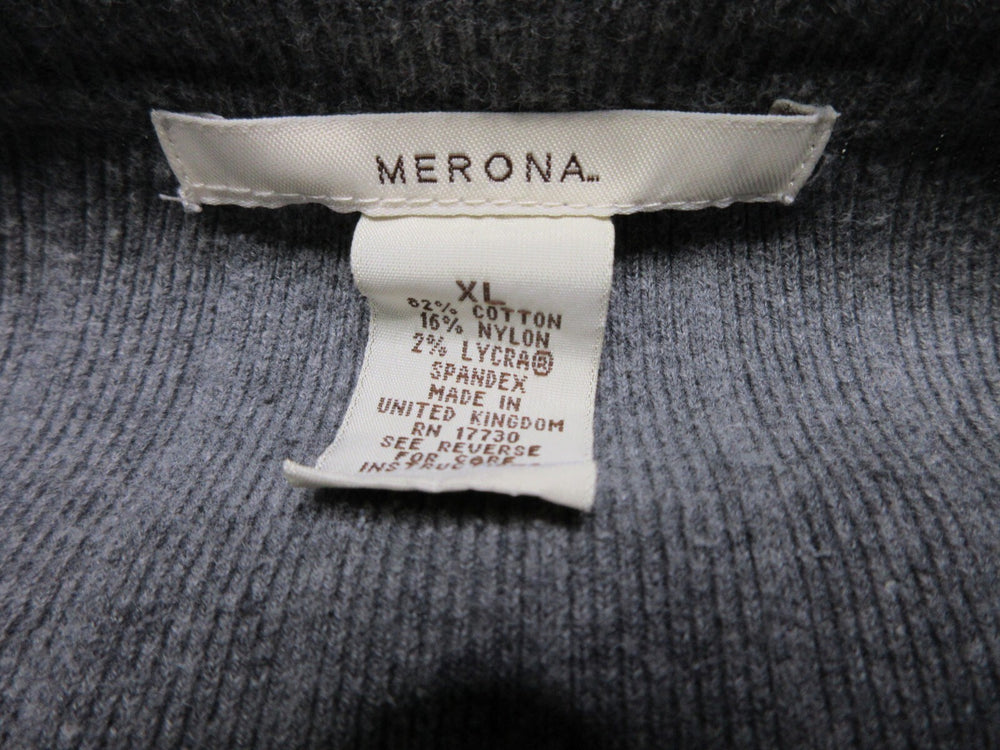 MERONA
XL
82% COTTON
16% NYLON
2% LYCRA®
SPANDEX
MADE IN
UNITED KINGDOM
RN 17730
SEE REVERSE
FOR CARE